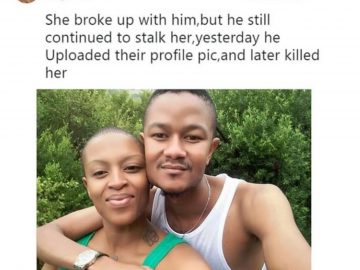 She broke up with him,but he still
continued to stalk her,yesterday he
Uploaded their profile pic,and later killed
her